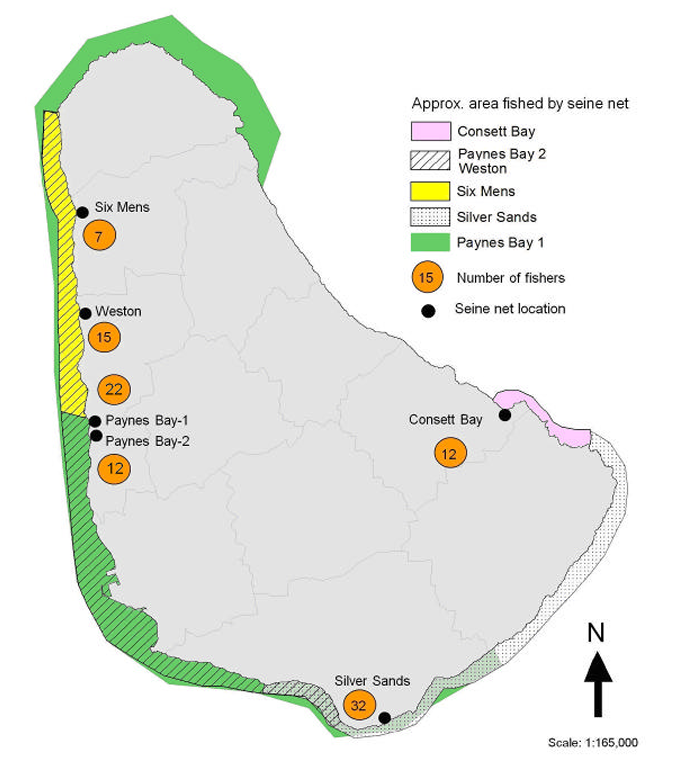 Approx. area fished by seine net
Consett Bay
Paynes Bay 2
Weston
Six Mens
Silver Sands
Paynes Bay 1
15
Number of fishers
Seine net location
Six Mens
7
Weston
15
22
Paynes Bay-1
Paynes Bay-2
12
Consett Bay
12
Silver Sands
32
N
Scale: 1:165,000